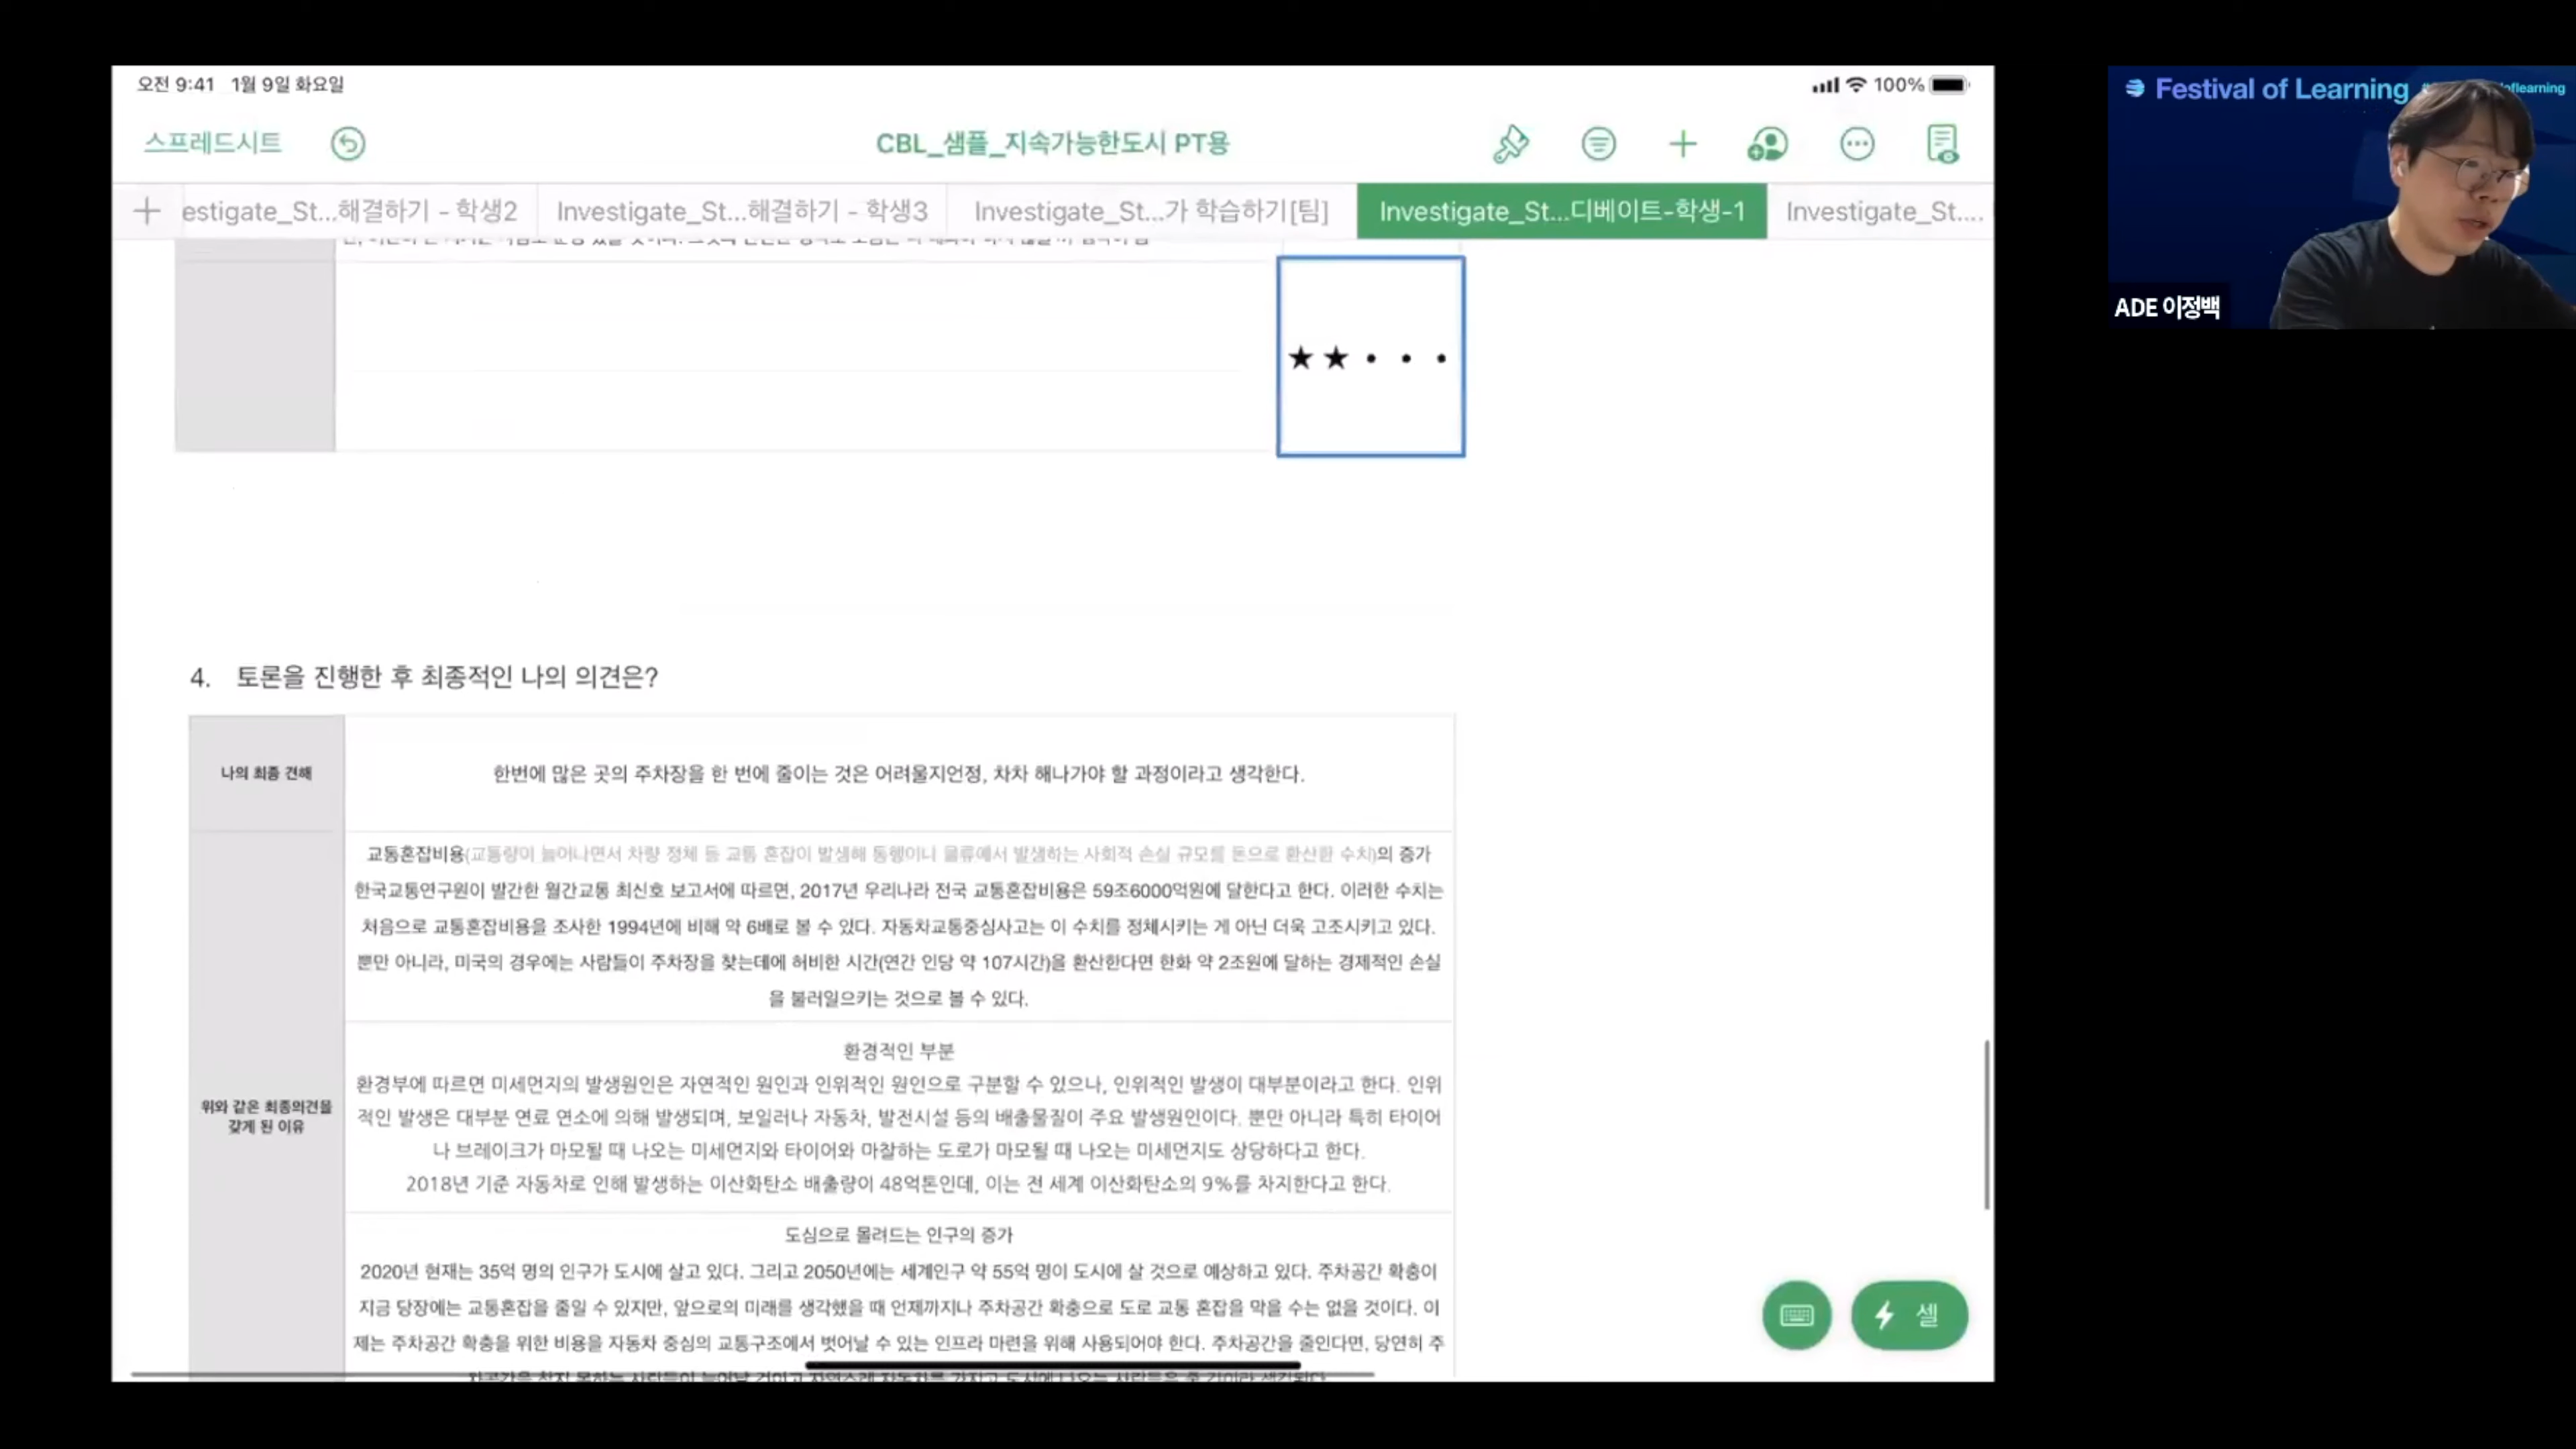 오전 9:41 1월 9일 화요일
100%
Festival of Learning
oflearning
ADE 이정백
스프레드시트
CBL_샘플_지속가능한도시 PT용
estigate_St...해결하기 - 학생2
Investigate_St...해결하기 - 학생3
Investigate_St...가 학습하기[팀]
Investigate_St...디베이트-학생-1
Investigate_St....
★★• • •
4. 토론을 진행한 후 최종적인 나의 의견은?
나의 최종 견해
한번에 많은 곳의 주차장을 한 번에 줄이는 것은 어려울지언정, 차차 해나가야 할 과정이라고 생각한다.
위와 같은 최종의견을
갖게 된 이유
교통혼잡비용(교통량이 늘어나면서 차량 정체 등 교통 혼잡이 발생해 통행이나 물류에서 발생하는 사회적 손실 규모를 돈으로 환산한 수치)의 증가
한국교통연구원이 발간한 월간교통 최신호 보고서에 따르면, 2017년 우리나라 전국 교통혼잡비용은 59조6000억원에 달한다고 한다. 이러한 수치는
처음으로 교통혼잡비용을 조사한 1994년에 비해 약 6배로 볼 수 있다. 자동차교통중심사고는 이 수치를 정체시키는 게 아닌 더욱 고조시키고 있다.
뿐만 아니라, 미국의 경우에는 사람들이 주차장을 찾는데에 허비한 시간(연간 인당 약 107시간)을 환산한다면 한화 약 2조원에 달하는 경제적인 손실
을 불러일으키는 것으로 볼 수 있다.
환경적인 부분
환경부에 따르면 미세먼지의 발생원인은 자연적인 원인과 인위적인 원인으로 구분할 수 있으나, 인위적인 발생이 대부분이라고 한다. 인위
적인 발생은 대부분 연료 연소에 의해 발생되며, 보일러나 자동차, 발전시설 등의 배출물질이 주요 발생원인이다. 뿐만 아니라 특히 타이어
나 브레이크가 마모될 때 나오는 미세먼지와 타이어와 마찰하는 도로가 마모될 때 나오는 미세먼지도 상당하다고 한다.
2018년 기준 자동차로 인해 발생하는 이산화탄소 배출량이 48억톤인데, 이는 전 세계 이산화탄소의 9%를 차지한다고 한다.
도심으로 몰려드는 인구의 증가
2020년 현재는 35억 명의 인구가 도시에 살고 있다. 그리고 2050년에는 세계인구 약 55억 명이 도시에 살 것으로 예상하고 있다. 주차공간 확충이
지금 당장에는 교통혼잡을 줄일 수 있지만, 앞으로의 미래를 생각했을 때 언제까지나 주차공간 확충으로 도로 교통 혼잡을 막을 수는 없을 것이다. 이
제는 주차공간 확충을 위한 비용을 자동차 중심의 교통구조에서 벗어날 수 있는 인프라 마련을 위해 사용되어야 한다. 주차공간을 줄인다면, 당연히 주
셀